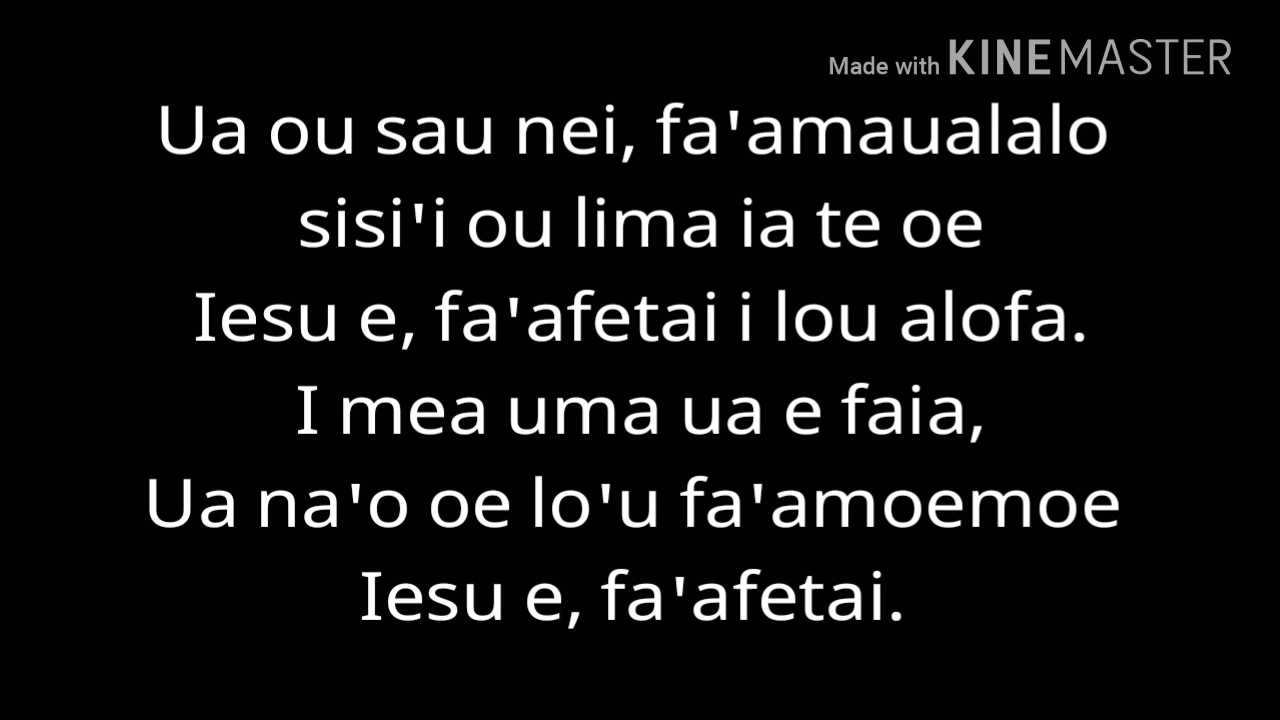 Made with KINEMASTER
Ua ou sau nei, fa'amaualalo
sisi'i ou lima ia te oe
Iesu e, fa'afetai i lou alofa.
I mea uma ua e faia,
Ua na'o oe lo'u fa'amoemoe
Iesu e, fa'afetai.